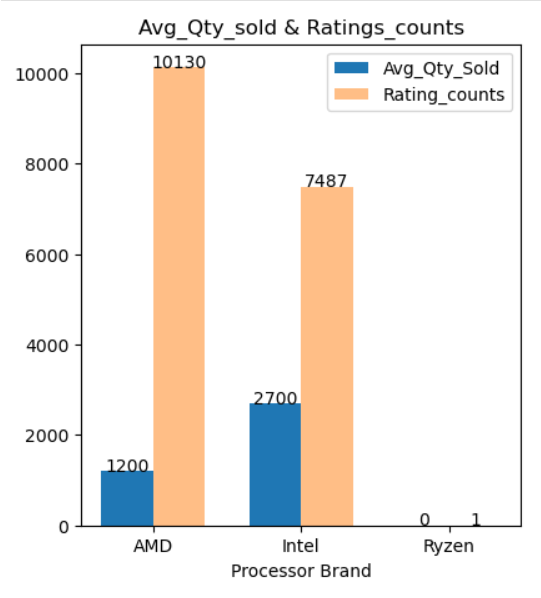 Avg_Qty_sold & Ratings_counts
Avg_Qty_Sold
Rating_counts
10130
10000
8000
7487
6000
4000
2700
2000
1200
0
0 1
AMD Intel Ryzen
Processor Brand